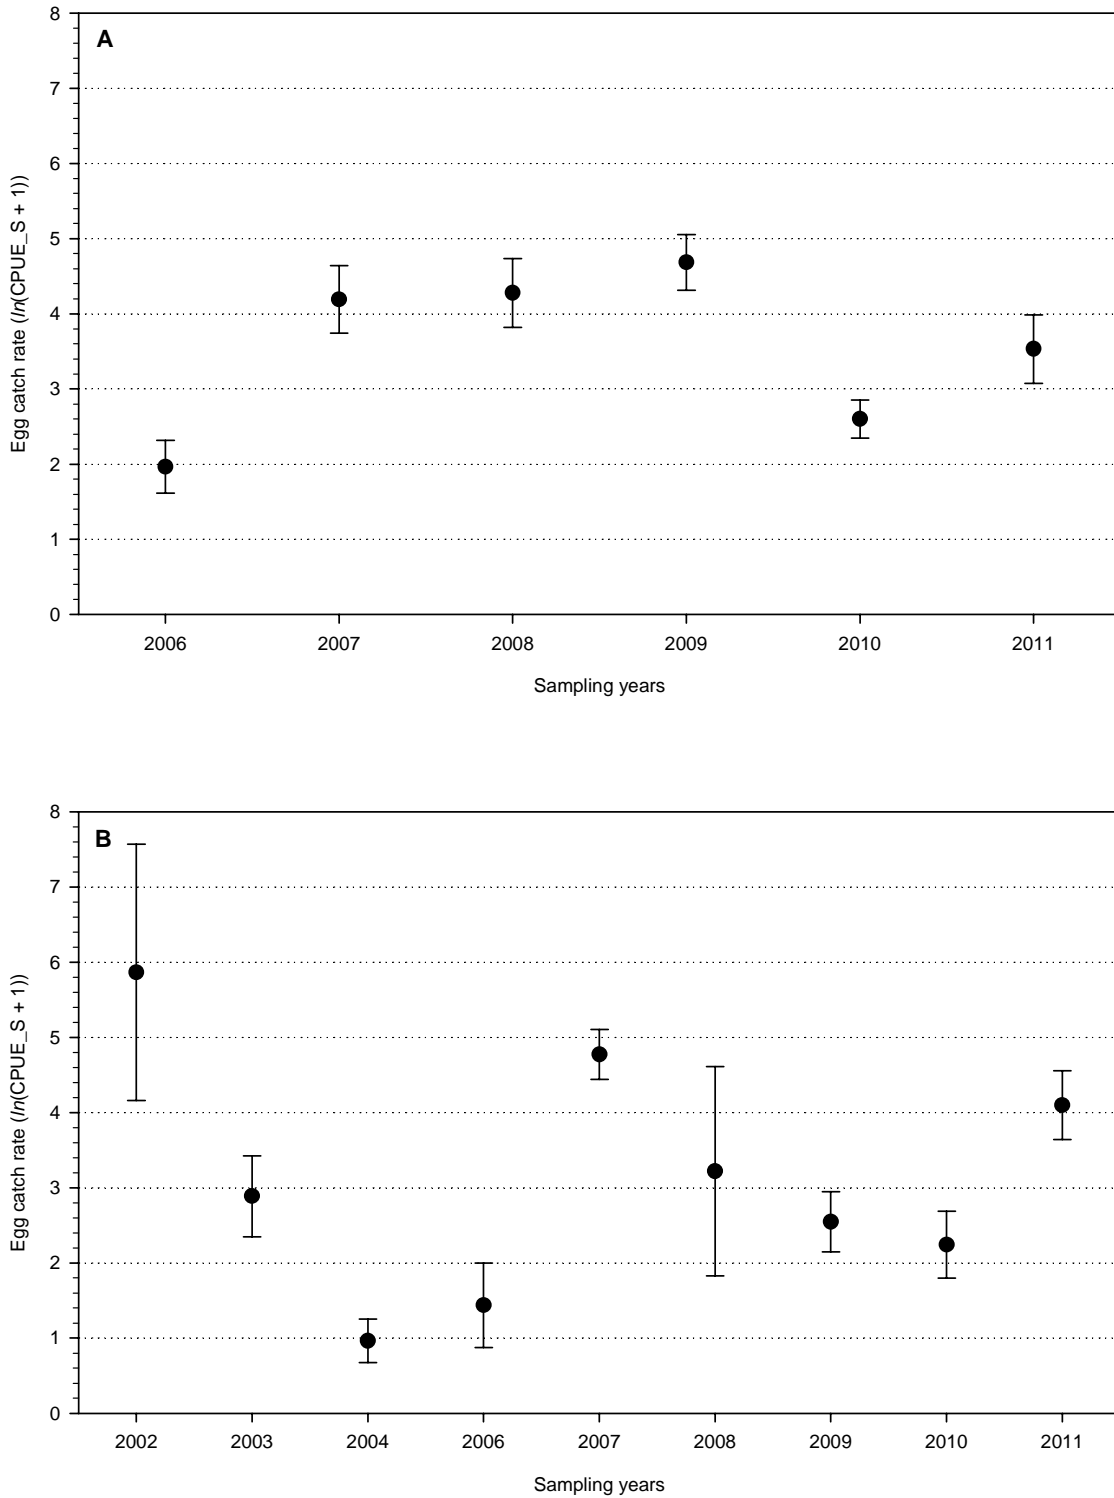 A
8
7
6
5
4
3
2
1
0
Egg catch rate (ln(CPUE_S + 1))
2006 2007 2008 2009 2010 2011
Sampling years
B
8
7
6
5
4
3
2
1
0
Egg catch rate (ln(CPUE_S + 1))
2002 2003 2004 2006 2007 2008 2009 2010 2011
Sampling years